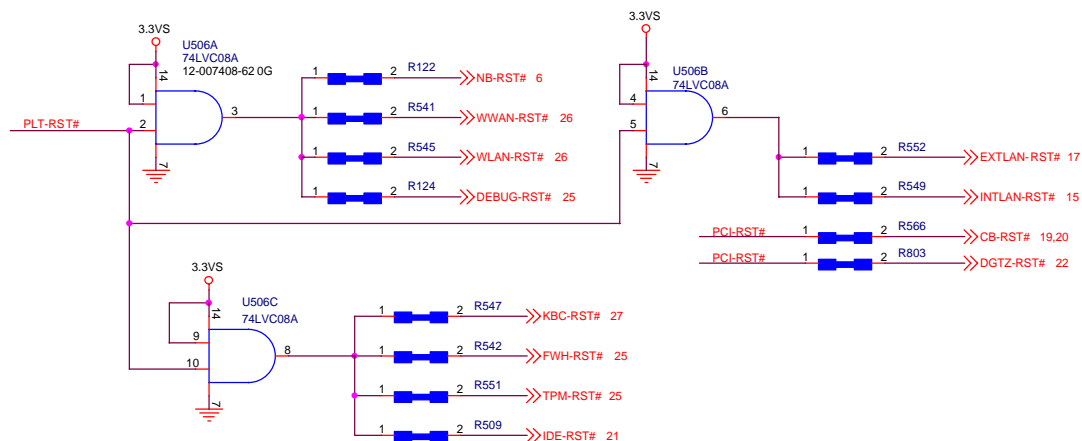 3.3VS
U506A
74LVC08A
12-007408-62 0G
14
1
PLT-RST#
2
3
7
1 2 R122 NB-RST# 6
1 2 R541 WWAN-RST# 26
1 2 R545 WLAN-RST# 26
1 2 R124 DEBUG-RST# 25
3.3VS
U506B
74LVC08A
14
4
5
6
7
1 2 R552 EXTLAN-RST# 17
1 2 R549 INTLAN-RST# 15
PCI-RST# 1 2 R566 CB-RST# 19,20
PCI-RST# 1 2 R803 DGTZ-RST# 22
3.3VS
U506C
74LVC08A
14
9
10
8
7
1 2 R547 KBC-RST# 27
1 2 R542 FWH-RST# 25
1 2 R551 TPM-RST# 25
1 2 R509 IDE-RST# 21